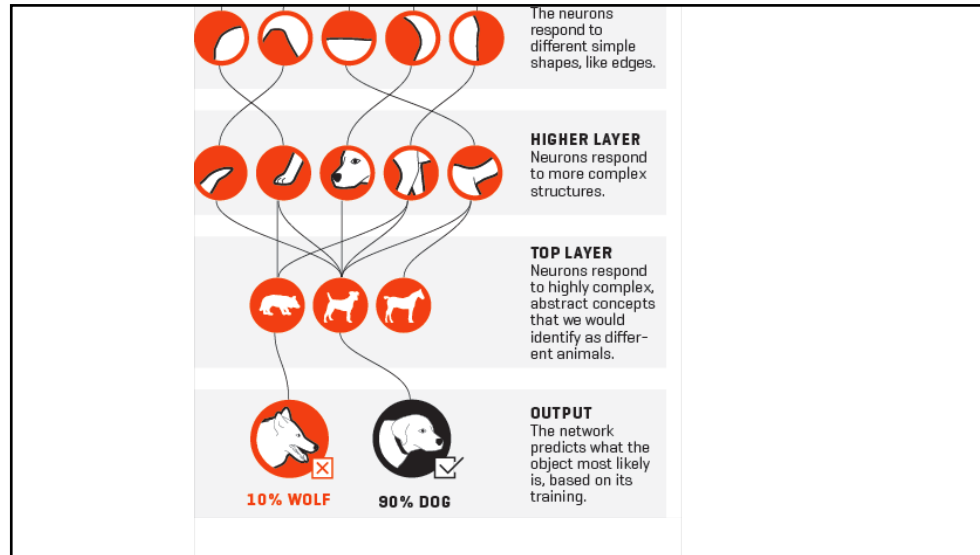 The neurons
respond to
different simple
shapes, like edges.
HIGHER LAYER
Neurons respond
to more complex
structures.
TOP LAYER
Neurons respond
to highly complex,
abstract concepts
that we would
identify as differ-
ent animals.
OUTPUT
The network
predicts what the
object most likely
is, based on its
training.
10% WOLF
90% DOG